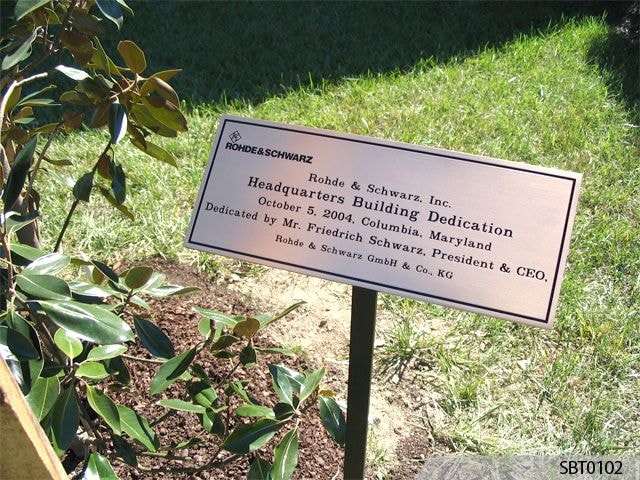 ROHDE&SCHWARZ
Rohde & Schwarz, Inc.
Headquarters Building Dedication
October 5, 2004, Columbia, Maryland
Dedicated by Mr. Friedrich Schwarz, President & CEO,
Rohde & Schwarz GmbH & Co., KG
SBT0102